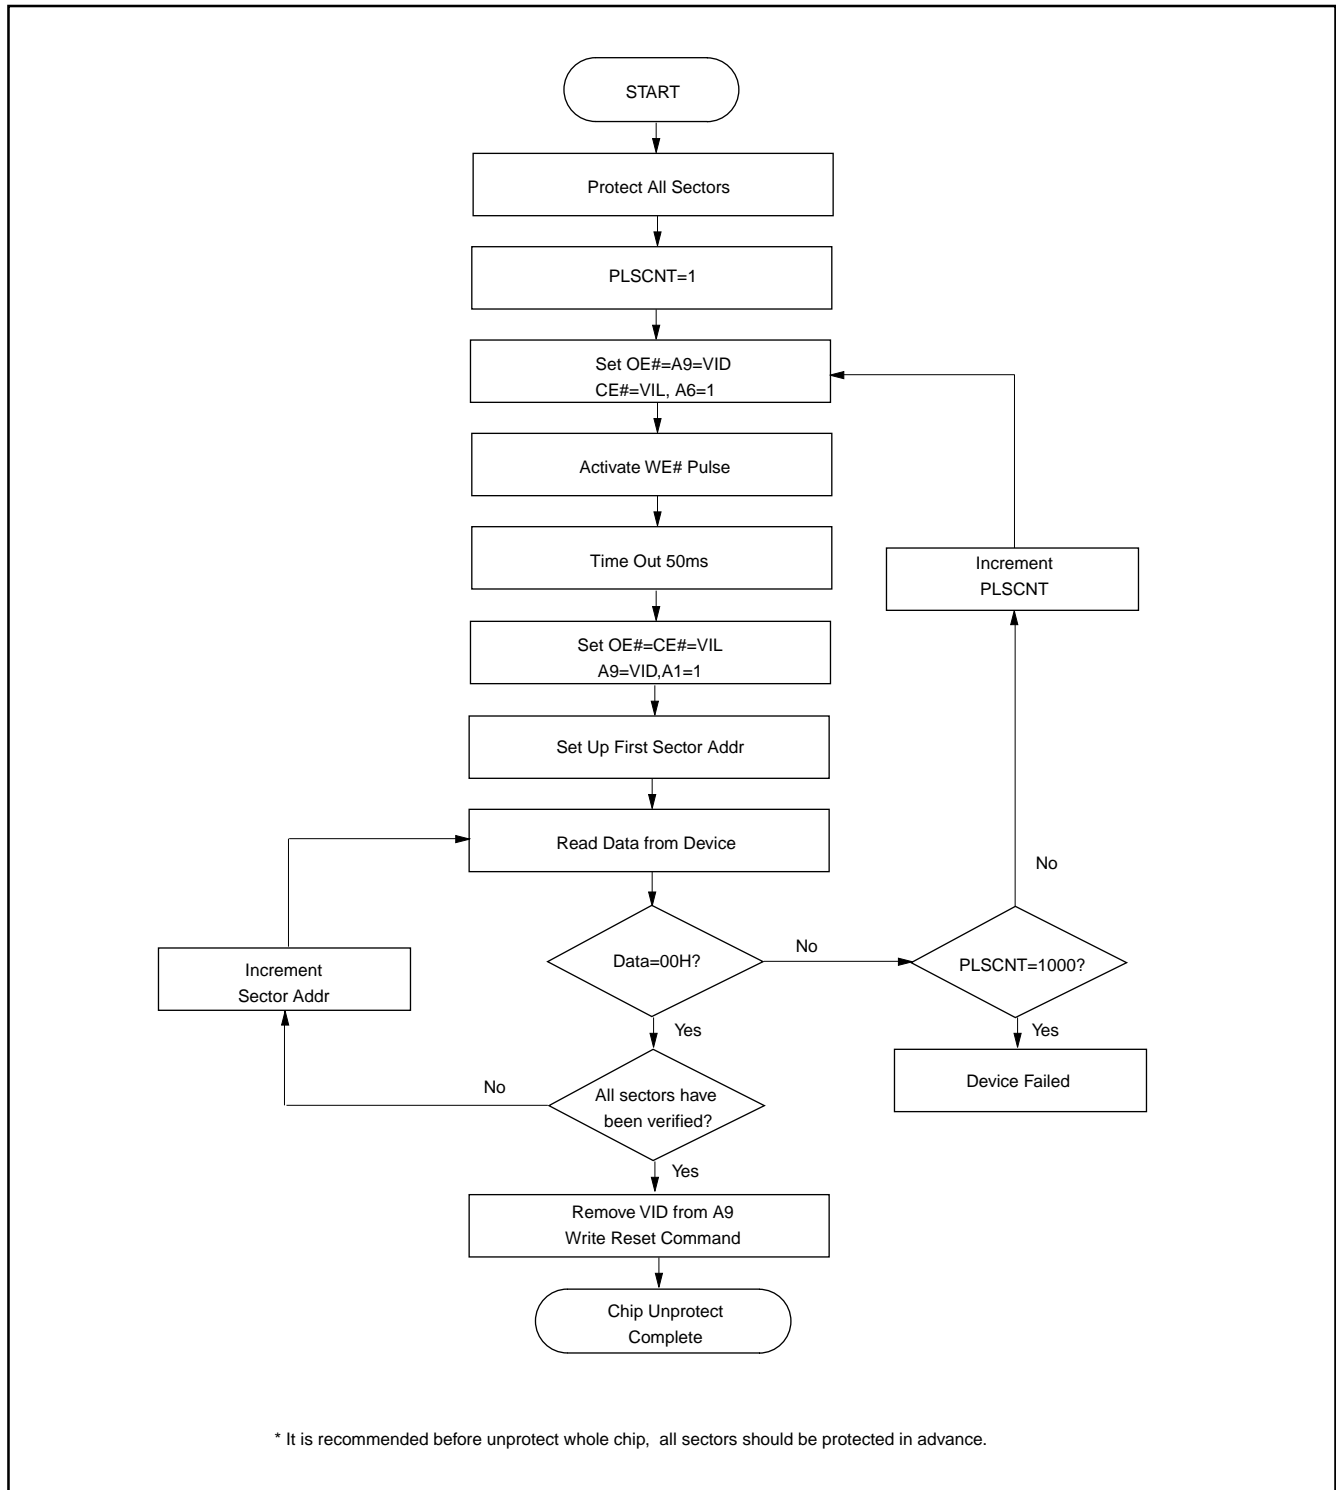 START
Protect All Sectors
PLSCNT=1
Set OE#=A9=VID
CE#=VIL, A6=1
Activate WE# Pulse
Time Out 50ms
Increment
PLSCNT
Set OE#=CE#=VIL
A9=VID,A1=1
Set Up First Sector Addr
Read Data from Device
No
Data=00H?
No
PLSCNT=1000?
Increment
Sector Addr
Yes
Yes
Device Failed
No
All sectors have
been verified?
Yes
Remove VID from A9
Write Reset Command
Chip Unprotect
Complete
* It is recommended before unprotect whole chip, all sectors should be protected in advance.